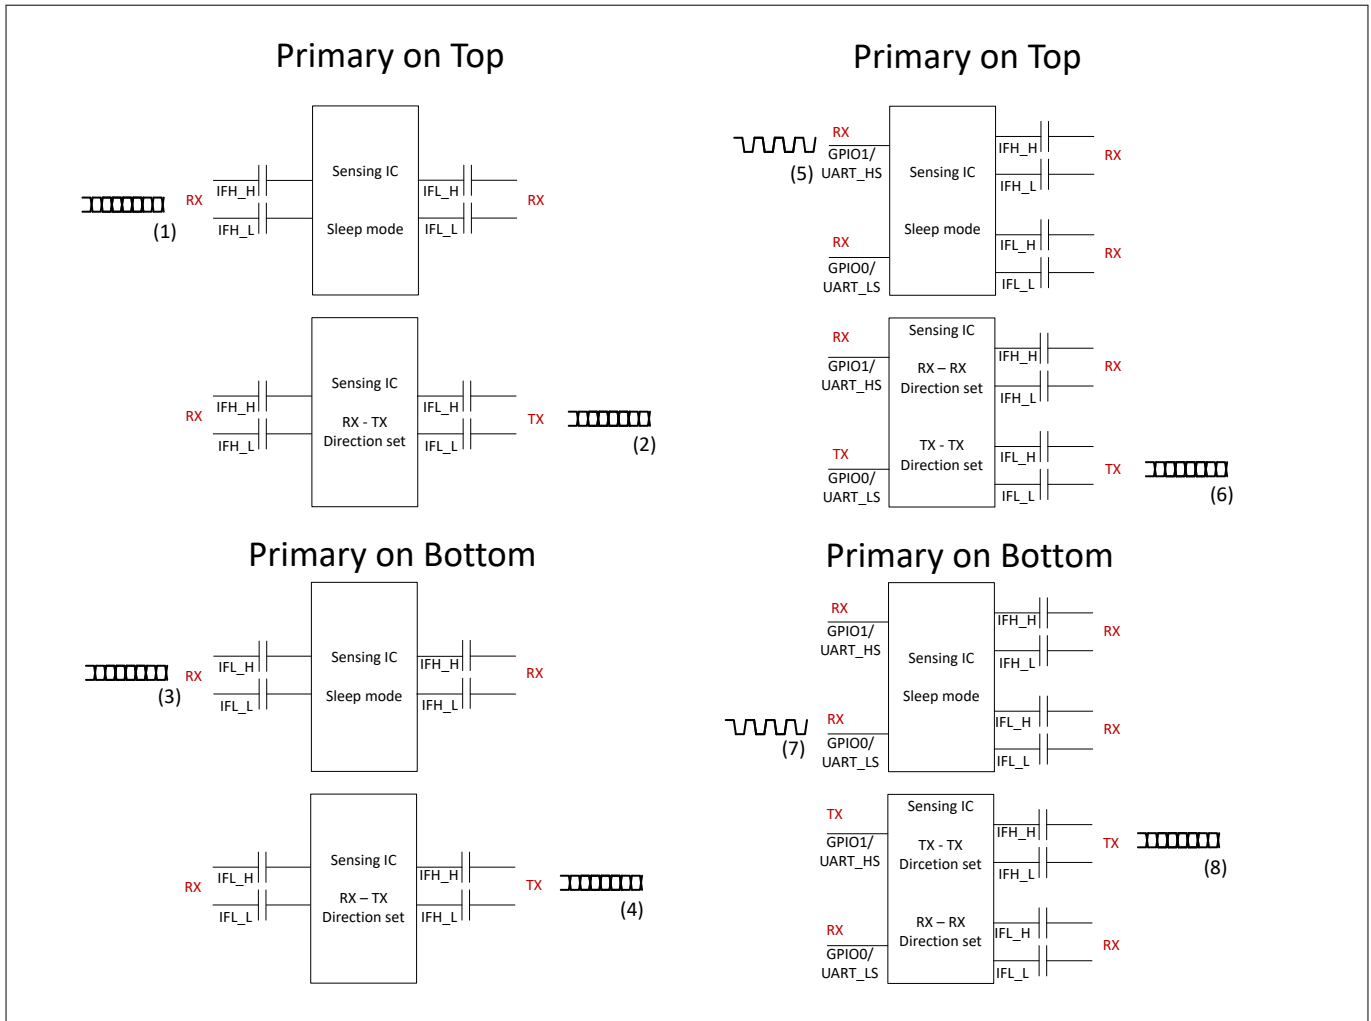 Primary on Top
Sensing IC
Sleep mode
RX
IFH_H
IFH_L
IFL_H
IFL_L
RX
(1)
Sensing IC
RX - TX
Direction set
RX
IFH_H
IFH_L
IFL_H
IFL_L
TX
(2)
Primary on Bottom
Sensing IC
Sleep mode
RX
IFL_H
IFL_L
IFH_H
IFH_L
RX
(3)
Sensing IC
RX – TX
Direction set
RX
IFL_H
IFL_L
IFH_H
IFH_L
TX
(4)
Primary on Top
RX
GPIO1/
UART_HS
(5)
Sensing IC
Sleep mode
IFH_H
IFH_L
RX
RX
GPIO0/
UART_LS
IFL_H
IFL_L
RX
Sensing IC
RX – RX
Direction set
TX - TX
Direction set
RX
GPIO1/
UART_HS
IFH_H
IFH_L
RX
TX
GPIO0/
UART_LS
IFL_H
IFL_L
TX
(6)
Primary on Bottom
RX
GPIO1/
UART_HS
Sensing IC
Sleep mode
IFH_H
IFH_L
RX
RX
GPIO0/
UART_LS
(7)
IFL_H
IFL_L
RX
Sensing IC
TX - TX
Dircetion set
RX – RX
Direction set
TX
GPIO1/
UART_HS
IFH_H
IFH_L
TX
(8)
RX
GPIO0/
UART_LS
IFL_H
IFL_L
RX